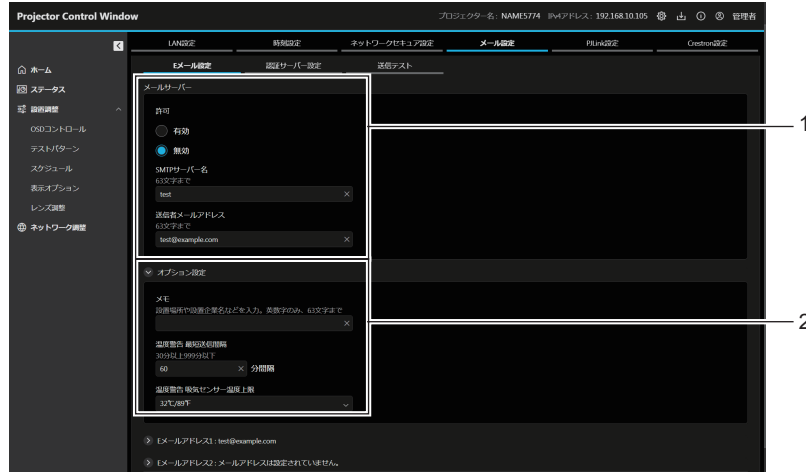 Projector Control Window
プロジェクター名: NAME5774 IPv4アドレス: 192.168.10.105 管理者
LAN設定 時刻設定 ネットワークセキュア設定 メール設定 PJLink設定 Crestron設定
ホーム
ステータス
設置調整
OSDコントロール
テストパターン
スケジュール
表示オプション
レンズ調整
ネットワーク調整
Eメール設定 認証サーバー設定 送信テスト
メールサーバー
許可
有効
無効
SMTPサーバー名
63文字まで
test
送信者メールアドレス
63文字まで
test@example.com
1
オプション設定
メモ
設置場所や設置企業名などを入力。英数字のみ、63文字まで
2
温度警告 最短送信間隔
30分以上999分以下
60 分間隔
温度警告 吸気センサー温度上限
32℃/89℉
Eメールアドレス1 : test@example.com
Eメールアドレス2 : メールアドレスは設定されていません。